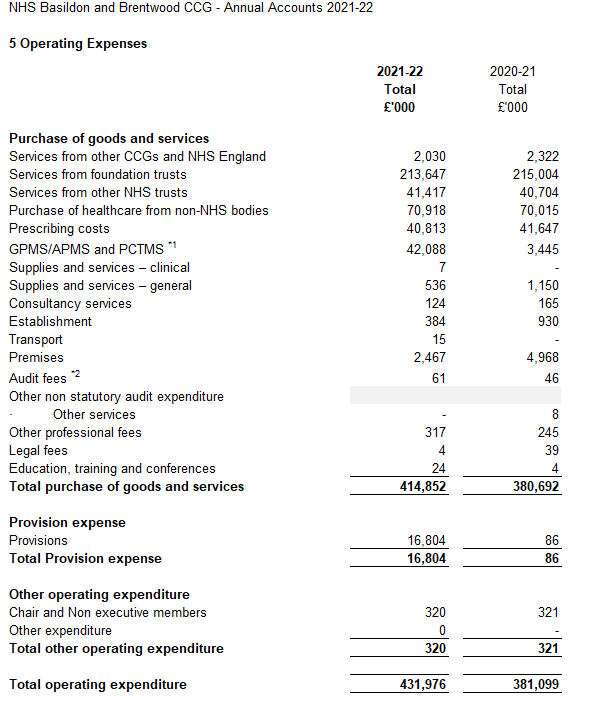 NHS Basildon and Brentwood CCG - Annual Accounts 2021-22
5 Operating Expenses
2021-22 2020-21
Total Total
£'000 £'000
Purchase of goods and services
Services from other CCGs and NHS England 2,030 2,322
Services from foundation trusts 213,647 215,004
Services from other NHS trusts 41,417 40,704
Purchase of healthcare from non-NHS bodies 70,918 70,015
Prescribing costs 40,813 41,647
GPMS/APMS and PCTMS *1 42,088 3,445
Supplies and services – clinical 7 -
Supplies and services – general 536 1,150
Consultancy services 124 165
Establishment 384 930
Transport 15 -
Premises 2,467 4,968
Audit fees *2 61 46
Other non statutory audit expenditure
· Other services - 8
Other professional fees 317 245
Legal fees 4 39
Education, training and conferences 24 4
Total purchase of goods and services 414,852 380,692
Provision expense
Provisions 16,804 86
Total Provision expense 16,804 86
Other operating expenditure
Chair and Non executive members 320 321
Other expenditure 0 -
Total other operating expenditure 320 321
Total operating expenditure 431,976 381,099